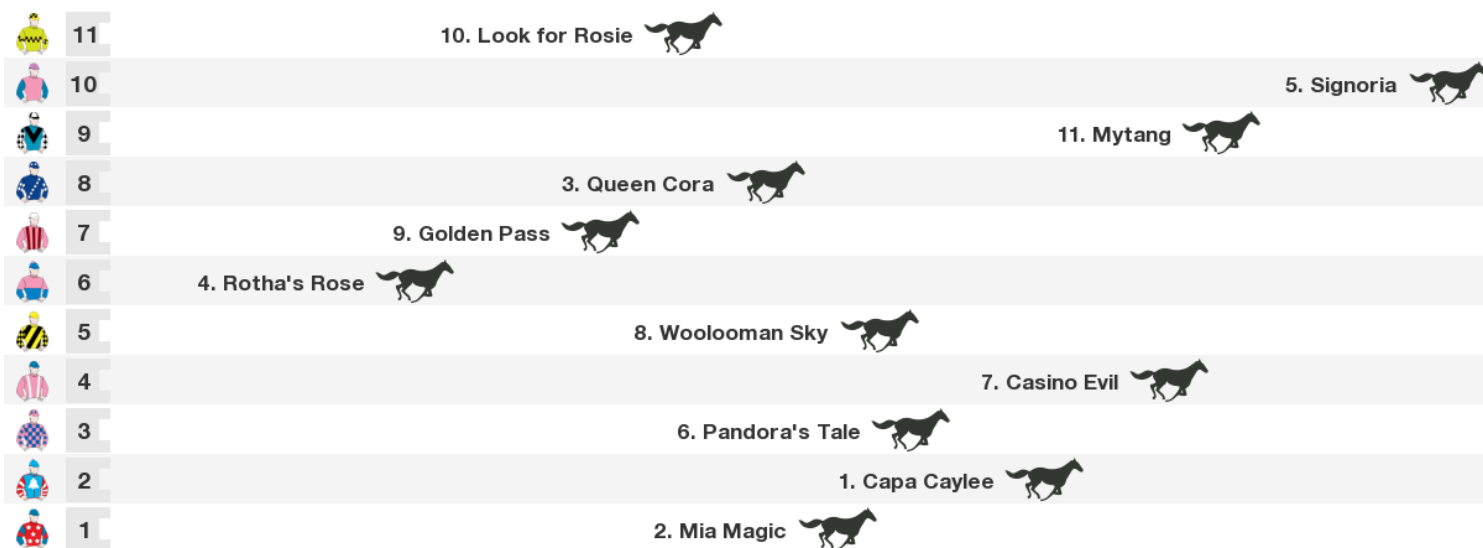 11 10. Look for Rosie
10 5. Signoria
9 11. Mytang
8 3. Queen Cora
7 9. Golden Pass
6 4. Rotha's Rose
5 8. Woolooman Sky
4 7. Casino Evil
3 6. Pandora's Tale
2 1. Capa Caylee
1 2. Mia Magic